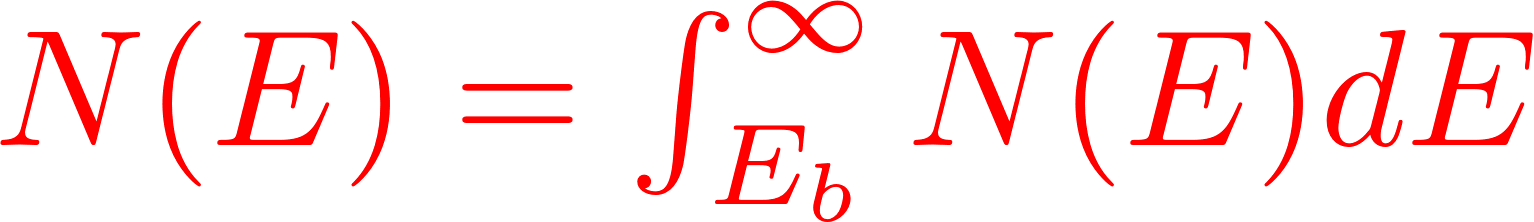 N(E) = ∫_{E_b}^{∞} N(E)dE